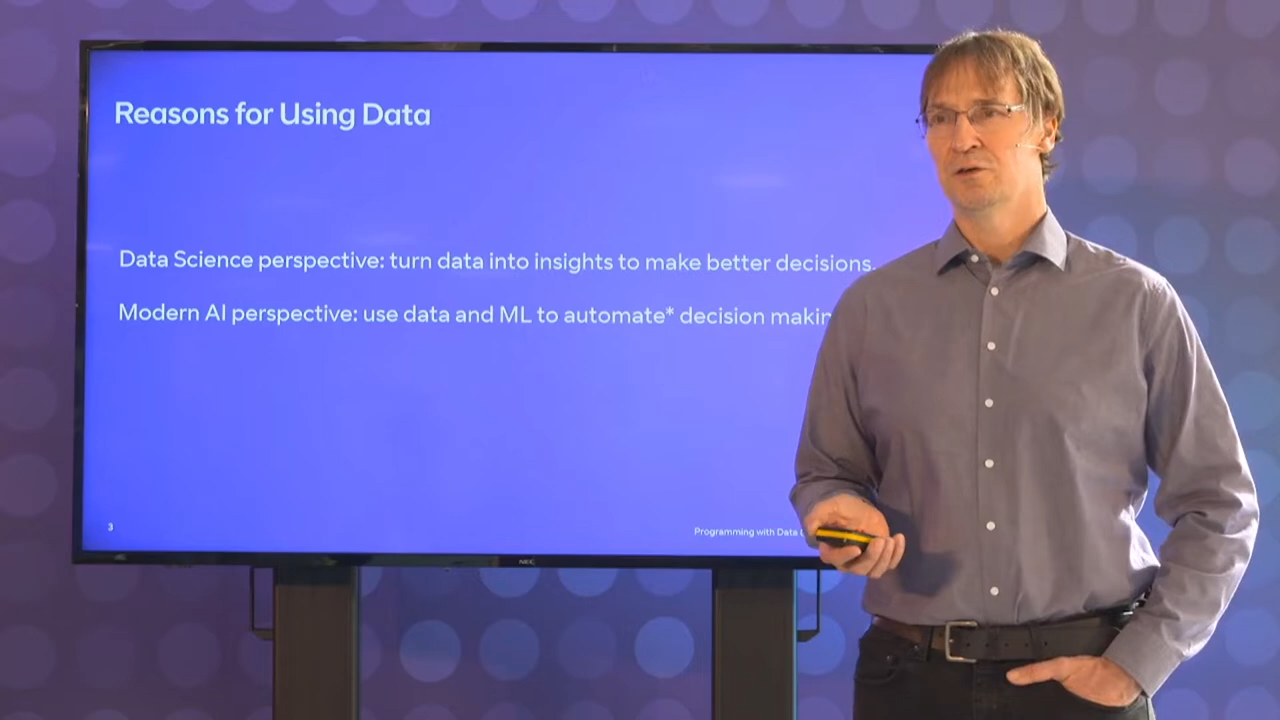 Reasons for Using Data
Data Science perspective: turn data into insights to make better decisions.
Modern AI perspective: use data and ML to automate* decision makin
3
Programming with Data
NEC